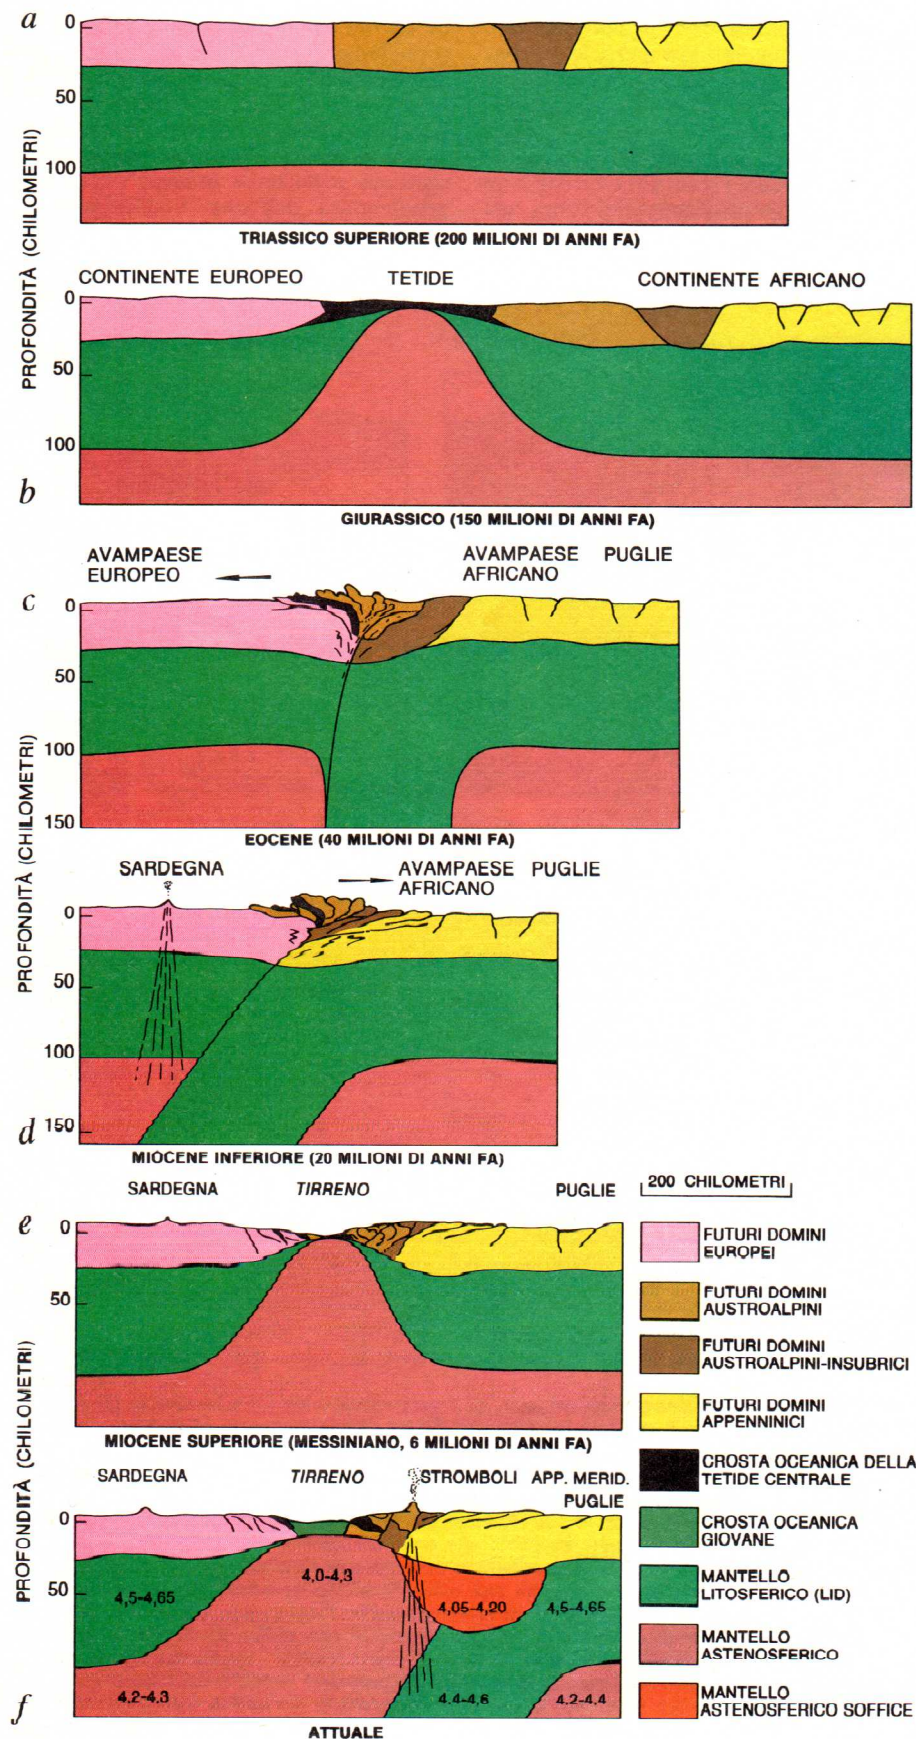 a
0
50
100
TRIASSICO SUPERIORE (200 MILIONI DI ANNI FA)
PROFONDITÀ (CHILOMETRI)
CONTINENTE EUROPEO TETIDE CONTINENTE AFRICANO
0
50
100
b
GIURASSICO (150 MILIONI DI ANNI FA)
AVAMPAESE EUROPEO
AVAMPAESE AFRICANO
PUGLIE
c
0
50
100
150
EOCENE (40 MILIONI DI ANNI FA)
PROFONDITÀ (CHILOMETRI)
SARDEGNA
AVAMPAESE AFRICANO
PUGLIE
0
50
100
150
d
MIOCENE INFERIORE (20 MILIONI DI ANNI FA)
SARDEGNA TIRRENO PUGLIE
e
0
50
MIOCENE SUPERIORE (MESSINIANO, 6 MILIONI DI ANNI FA)
PROFONDITÀ (CHILOMETRI)
SARDEGNA TIRRENO STROMBOLI APP. MERID.
PUGLIE
0
50
4,5-4,65
4,0-4,3
4,05-4,20
4,5-4,65
4,2-4,3
4,4-4,6
4,2-4,4
f
ATTUALE
200 CHILOMETRI
FUTURI DOMINI
EUROPEI
FUTURI DOMINI
AUSTROALPINI
FUTURI DOMINI
AUSTROALPINI-INSUBRICI
FUTURI DOMINI
APPENNINICI
CROSTA OCEANICA DELLA
TETIDE CENTRALE
CROSTA OCEANICA
GIOVANE
MANTELLO
LITOSFERICO (LID)
MANTELLO
ASTENOSFERICO
MANTELLO
ASTENOSFERICO SOFFICE